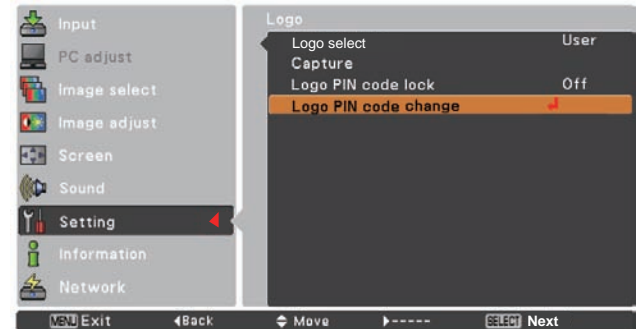 Input
PC adjust
Image select
Image adjust
Screen
Sound
Setting
Information
Network
Logo
Logo select User
Capture
Logo PIN code lock Off
Logo PIN code change
MENU Exit Back Move ----- SELECT Next